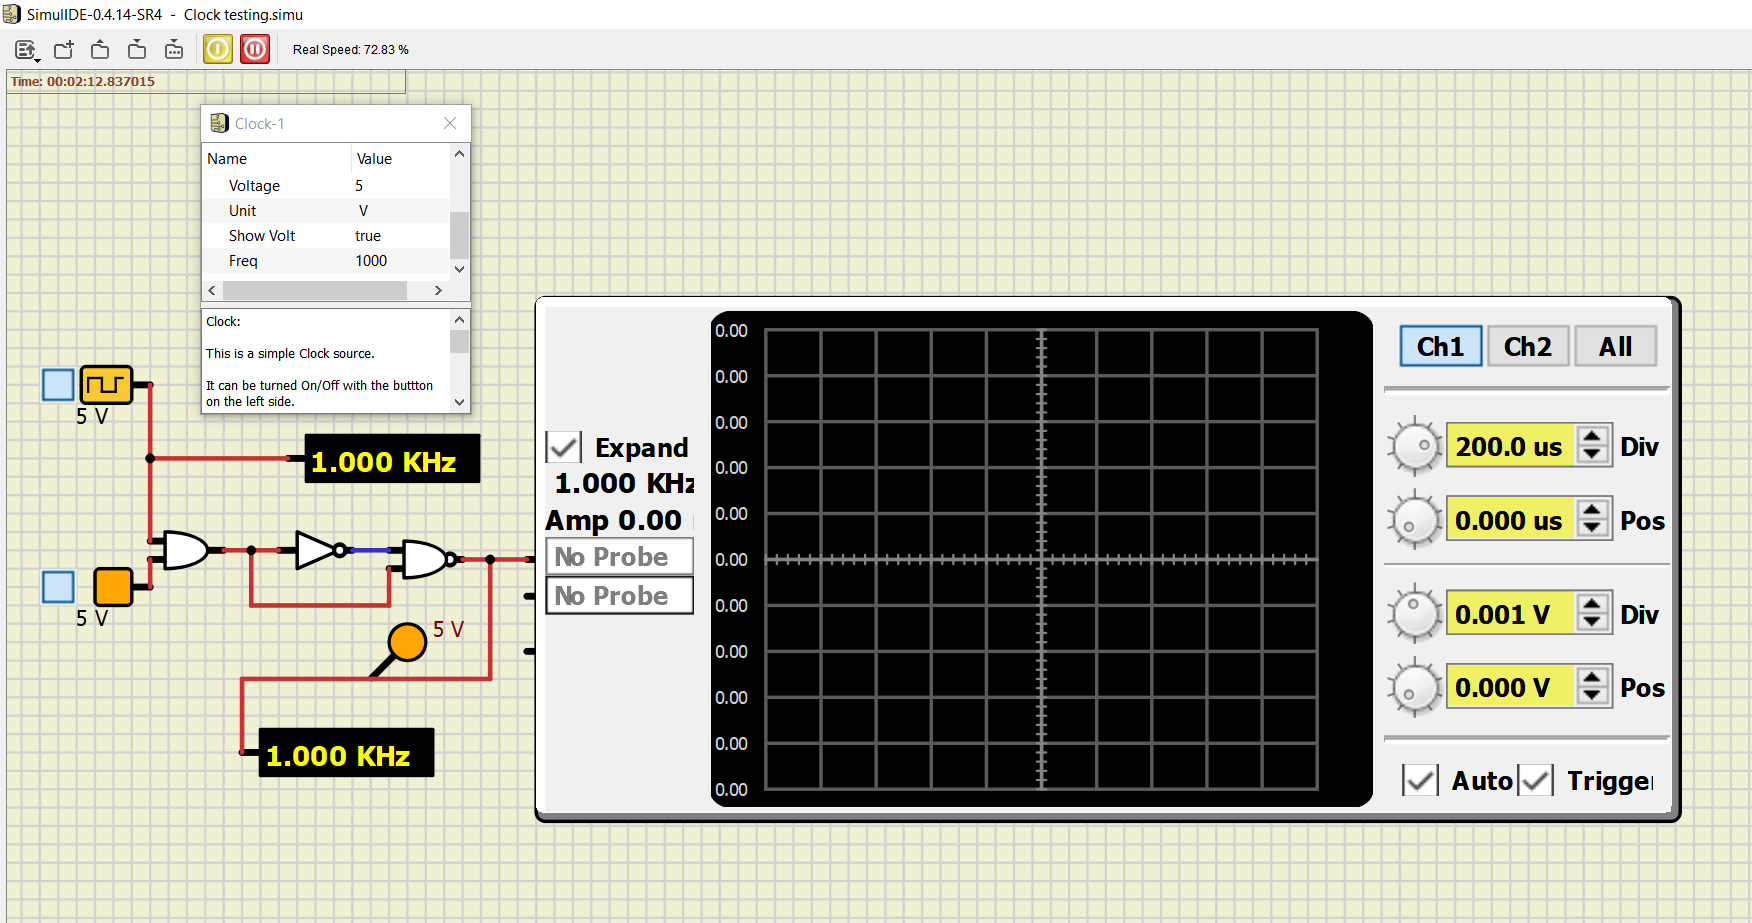 SimulIDE-0.4.14-SR4 - Clock testing.simu
Real Speed: 72.83 %
Time: 00:02:12.837015
Clock-1
Name Value
Voltage 5
Unit V
Show Volt true
Freq 1000
Clock:
This is a simple Clock source.
It can be turned On/Off with the buttton
on the left side.
5 V
1.000 KHz
5 V
5 V
1.000 KHz
Expand
1.000 KHz
Amp 0.00
No Probe
No Probe
0.00
0.00
0.00
0.00
0.00
0.00
0.00
0.00
0.00
0.00
0.00
Ch1 Ch2 All
200.0 us Div
0.000 us Pos
0.001 V Div
0.000 V Pos
Auto Trigge